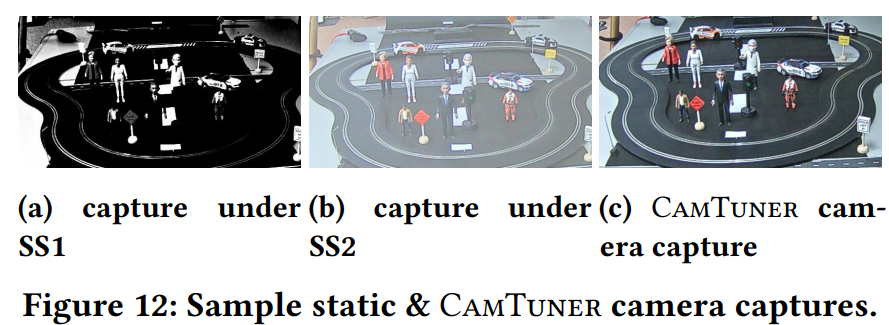 (a) capture under
SS1
(b) capture under
SS2
(c) CAMTUNER cam-
era capture
Figure 12: Sample static & CAMTUNER camera captures.